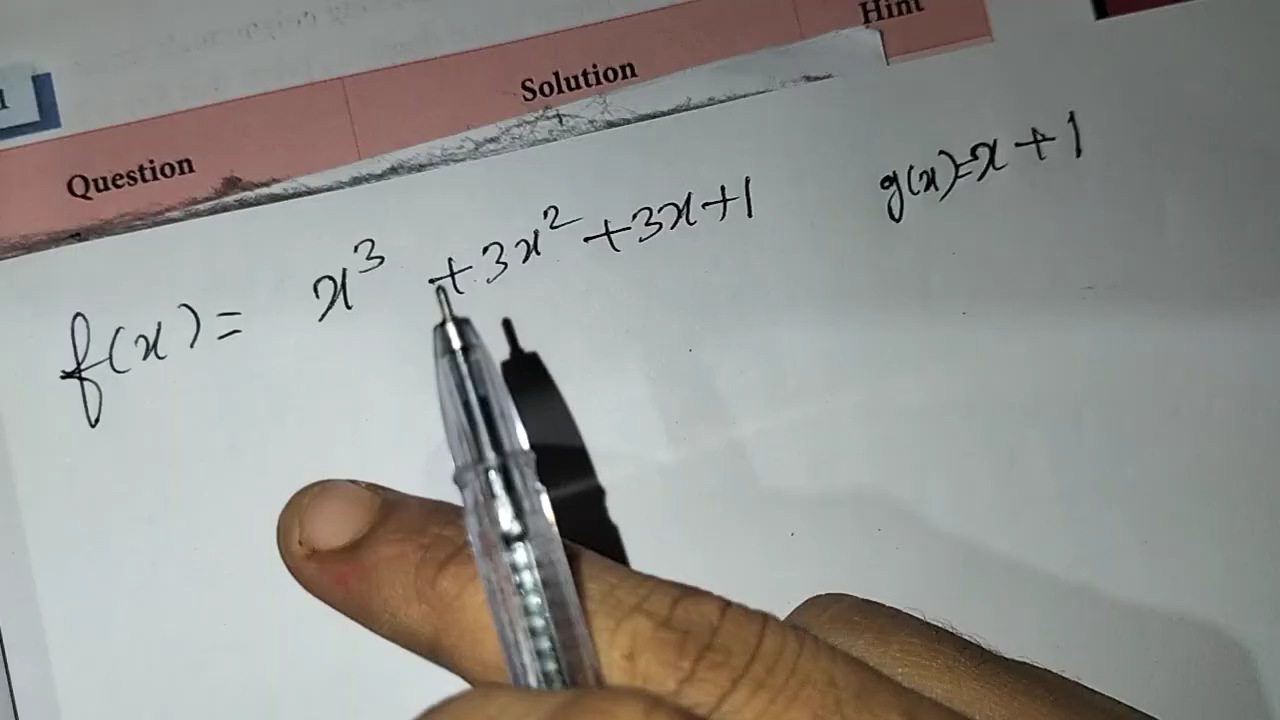 Hint
Solution
Question
g(x)=x+1
f(x)= x³ +3x² +3x+1